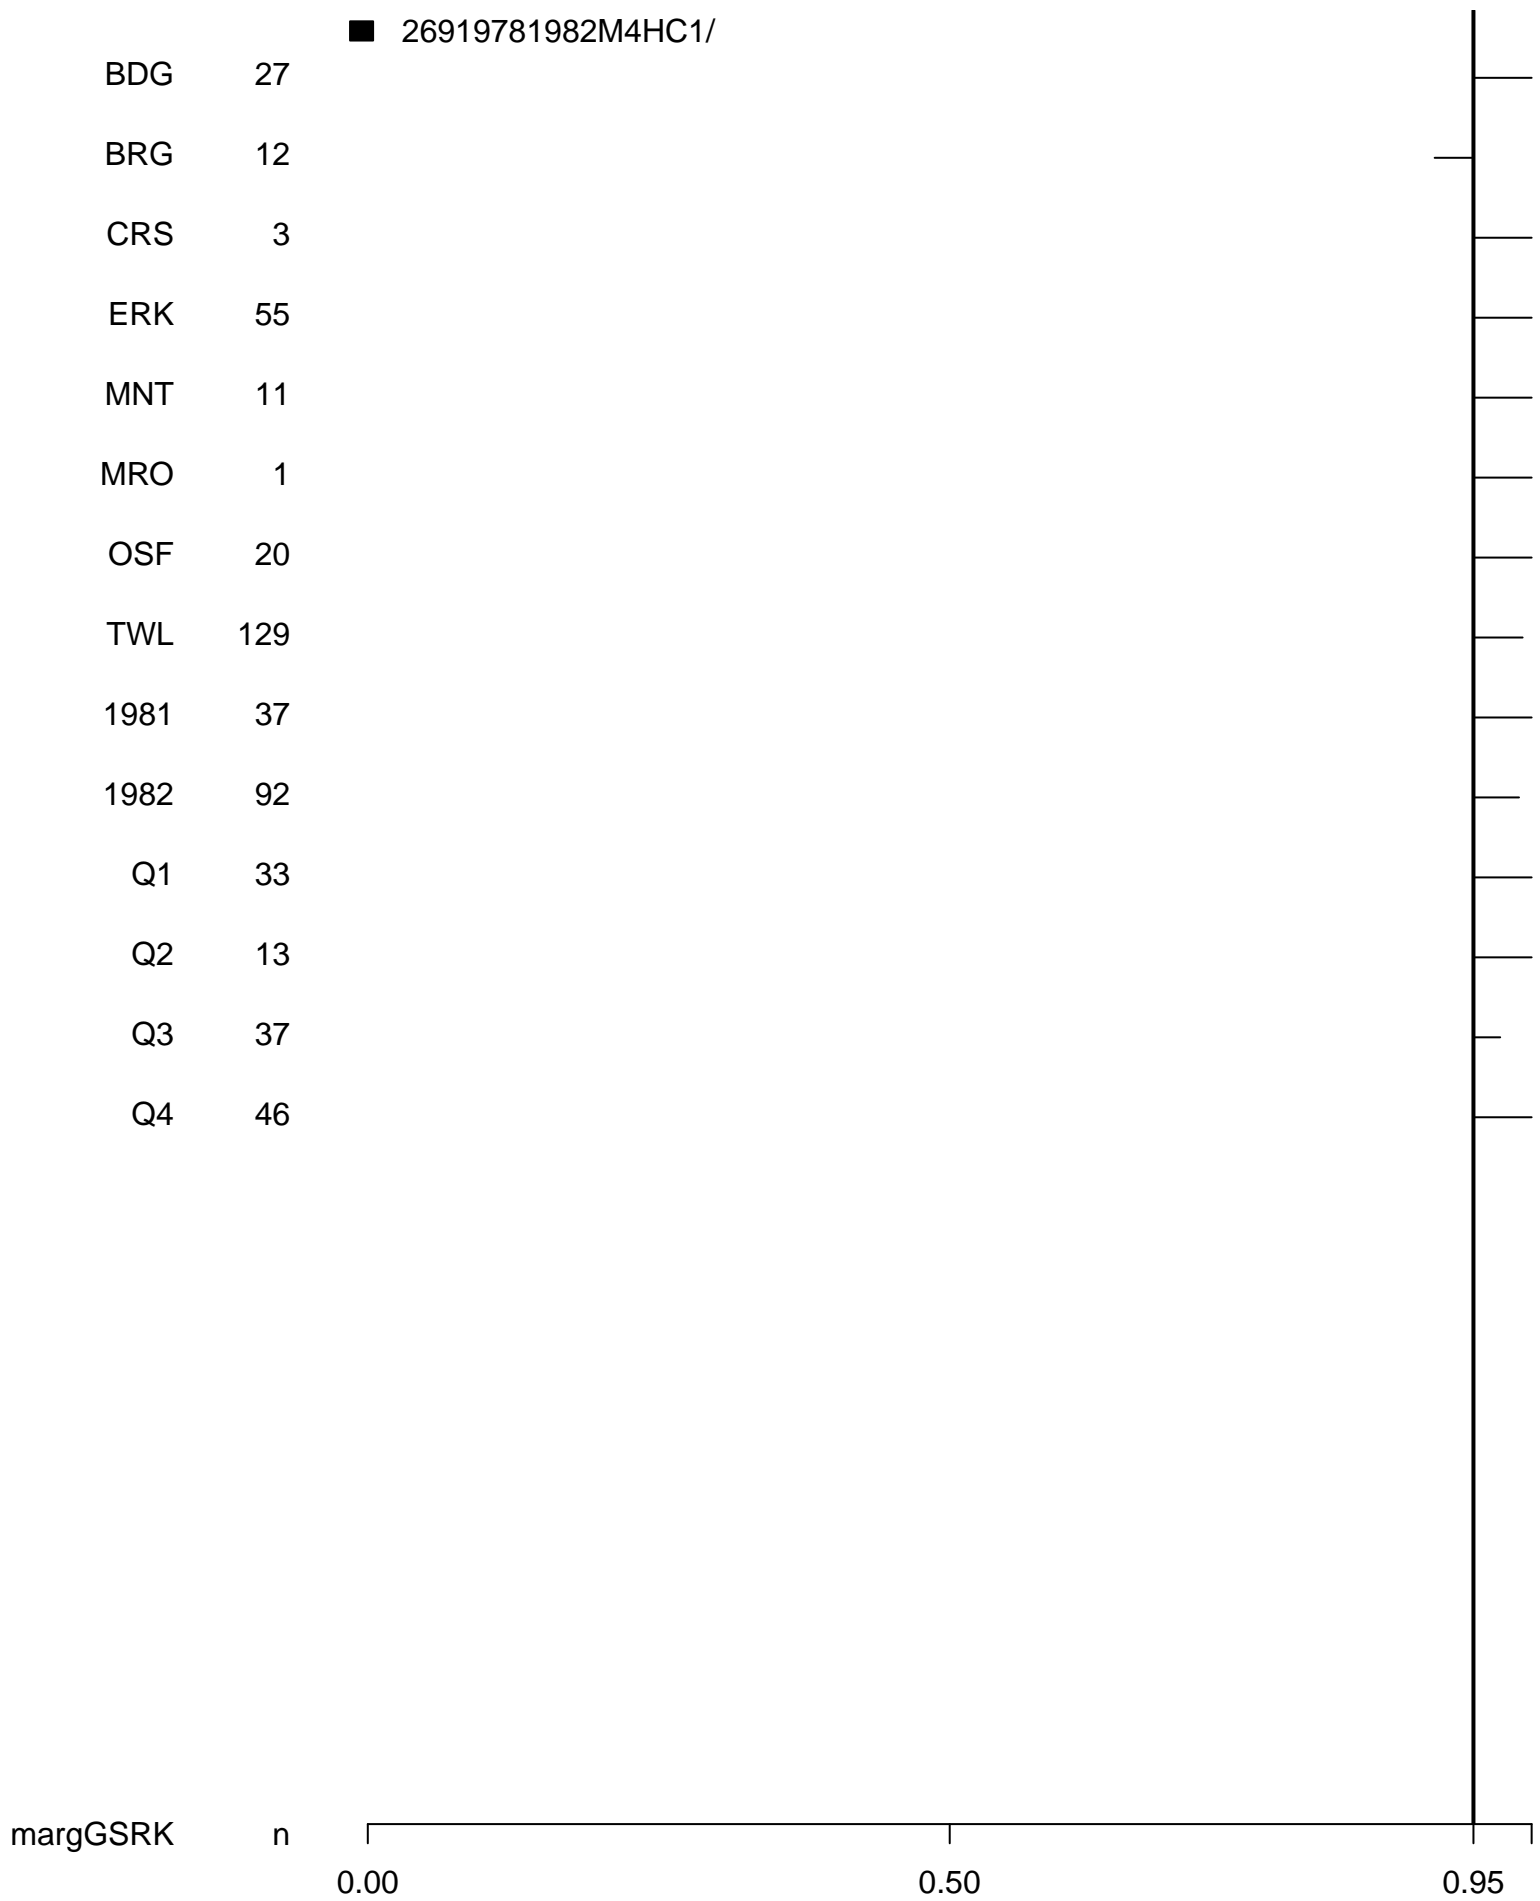 26919781982M4HC1/
BDG 27
BRG 12
CRS 3
ERK 55
MNT 11
MRO 1
OSF 20
TWL 129
1981 37
1982 92
Q1 33
Q2 13
Q3 37
Q4 46
margGSRK n
0.00 0.50 0.95